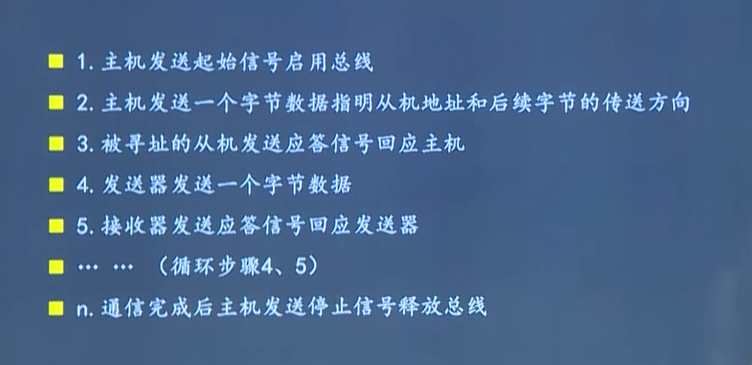 1.主机发送起始信号启用总线
2.主机发送一个字节数据指明从机地址和后续字节的传送方向
3.被寻址的从机发送应答信号回应主机
4.发送器发送一个字节数据
5.接收器发送应答信号回应发送器
… … （循环步骤4、5）
n.通信完成后主机发送停止信号释放总线